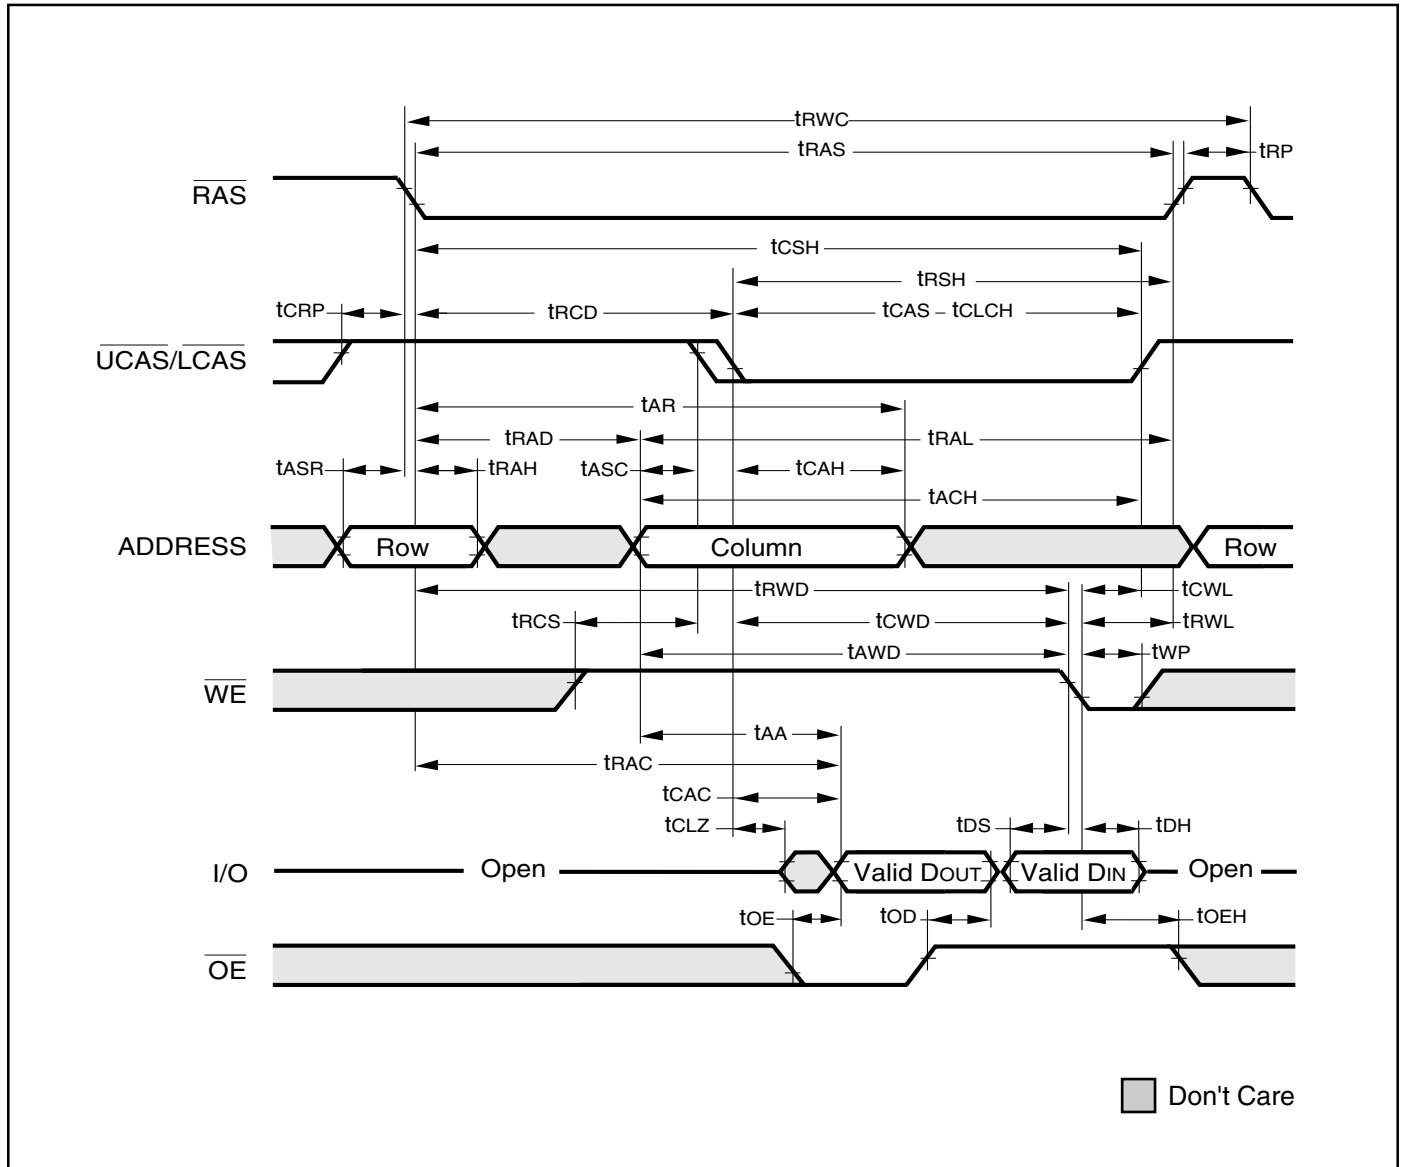 tRWC
tRAS
tRP
RAS
tCSH
tRSH
tCRP
tRCD
tCAS – tCLCH
UCAS/LCAS
tAR
tRAD
tRAL
tASR
tRAH
tASC
tCAH
tACH
ADDRESS
Row
Column
Row
tRWD
tCWL
tRCS
tCWD
tRWL
tAWD
tWP
WE
tAA
tRAC
tCAC
tCLZ
tDS
tDH
I/O
Open
Valid DOUT
Valid DIN
Open
tOE
tOD
tOEH
OE
Don't Care